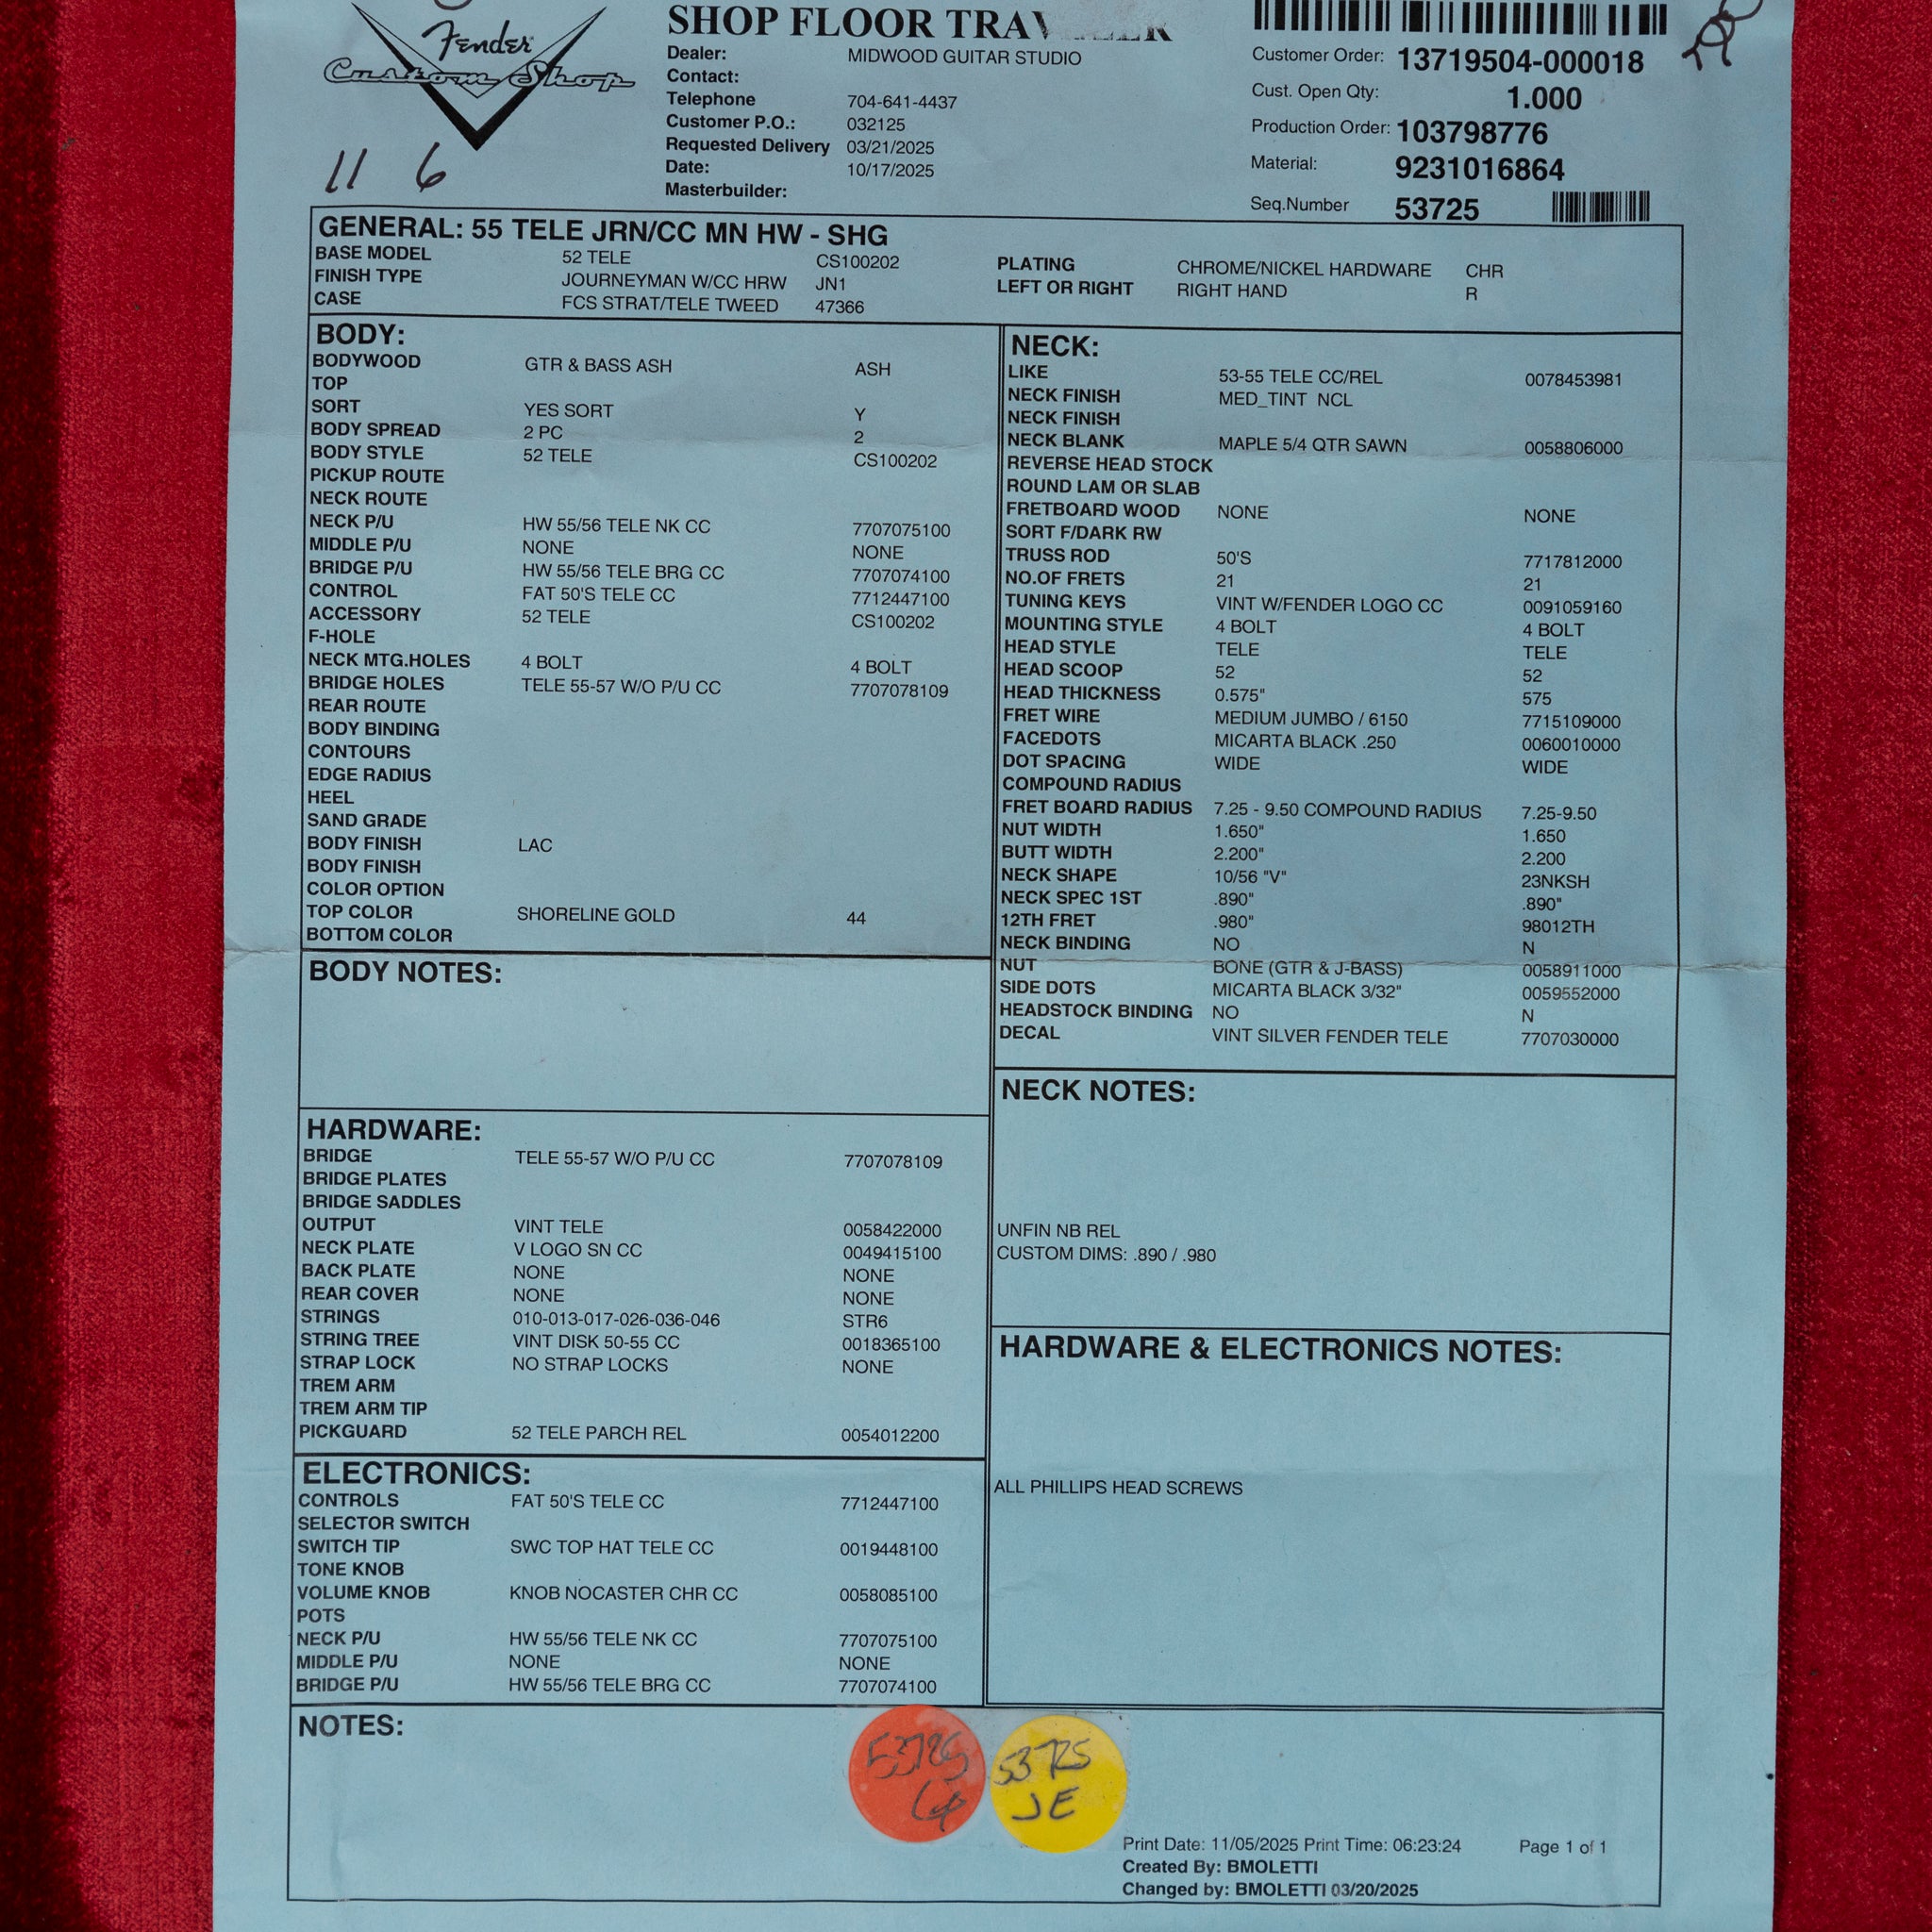 Fender
Custom Shop
11 6
SHOP FLOOR TRAVELER
Dealer: MIDWOOD GUITAR STUDIO
Contact:
Telephone 704-641-4437
Customer P.O.: 032125
Requested Delivery 03/21/2025
Date: 10/17/2025
Masterbuilder:
Customer Order: 13719504-000018
Cust. Open Qty: 1.000
Production Order: 103798776
Material: 9231016864
Seq.Number 53725
GENERAL: 55 TELE JRN/CC MN HW - SHG
BASE MODEL 52 TELE CS100202
FINISH TYPE JOURNEYMAN W/CC HRW JN1
CASE FCS STRAT/TELE TWEED 47366
PLATING CHROME/NICKEL HARDWARE CHR
LEFT OR RIGHT RIGHT HAND R
BODY:
BODYWOOD GTR & BASS ASH ASH
TOP
SORT YES SORT Y
BODY SPREAD 2 PC 2
BODY STYLE 52 TELE CS100202
PICKUP ROUTE
NECK ROUTE
NECK P/U HW 55/56 TELE NK CC 7707075100
MIDDLE P/U NONE NONE
BRIDGE P/U HW 55/56 TELE BRG CC 7707074100
CONTROL FAT 50'S TELE CC 7712447100
ACCESSORY 52 TELE CS100202
F-HOLE
NECK MTG.HOLES 4 BOLT 4 BOLT
BRIDGE HOLES TELE 55-57 W/O P/U CC 7707078109
REAR ROUTE
BODY BINDING
CONTOURS
EDGE RADIUS
HEEL
SAND GRADE
BODY FINISH LAC
BODY FINISH
COLOR OPTION
TOP COLOR SHORELINE GOLD 44
BOTTOM COLOR
BODY NOTES:
HARDWARE:
BRIDGE TELE 55-57 W/O P/U CC 7707078109
BRIDGE PLATES
BRIDGE SADDLES
OUTPUT VINT TELE 0058422000
NECK PLATE V LOGO SN CC 0049415100
BACK PLATE NONE NONE
REAR COVER NONE NONE
STRINGS 010-013-017-026-036-046 STR6
STRING TREE VINT DISK 50-55 CC 0018365100
STRAP LOCK NO STRAP LOCKS NONE
TREM ARM
TREM ARM TIP
PICKGUARD 52 TELE PARCH REL 0054012200
ELECTRONICS:
CONTROLS FAT 50'S TELE CC 7712447100
SELECTOR SWITCH
SWITCH TIP SWC TOP HAT TELE CC 0019448100
TONE KNOB
VOLUME KNOB KNOB NOCASTER CHR CC 0058085100
POTS
NECK P/U HW 55/56 TELE NK CC 7707075100
MIDDLE P/U NONE NONE
BRIDGE P/U HW 55/56 TELE BRG CC 7707074100
NECK:
LIKE 53-55 TELE CC/REL 0078453981
NECK FINISH MED_TINT NCL
NECK FINISH
NECK BLANK MAPLE 5/4 QTR SAWN 0058806000
REVERSE HEAD STOCK
ROUND LAM OR SLAB
FRETBOARD WOOD NONE NONE
SORT F/DARK RW
TRUSS ROD 50'S 7717812000
NO.OF FRETS 21 21
TUNING KEYS VINT W/FENDER LOGO CC 0091059160
MOUNTING STYLE 4 BOLT 4 BOLT
HEAD STYLE TELE TELE
HEAD SCOOP 52 52
HEAD THICKNESS 0.575" 575
FRET WIRE MEDIUM JUMBO / 6150 7715109000
FACEDOTS MICARTA BLACK .250 0060010000
DOT SPACING WIDE WIDE
COMPOUND RADIUS
FRET BOARD RADIUS 7.25 - 9.50 COMPOUND RADIUS 7.25-9.50
NUT WIDTH 1.650" 1.650
BUTT WIDTH 2.200" 2.200
NECK SHAPE 10/56 "V" 23NKSH
NECK SPEC 1ST .890" .890"
12TH FRET .980" 98012TH
NECK BINDING NO N
NUT BONE (GTR & J-BASS) 0058911000
SIDE DOTS MICARTA BLACK 3/32" 0059552000
HEADSTOCK BINDING NO N
DECAL VINT SILVER FENDER TELE 7707030000
NECK NOTES:
UNFIN NB REL
CUSTOM DIMS: .890 / .980
HARDWARE & ELECTRONICS NOTES:
ALL PHILLIPS HEAD SCREWS
NOTES:
53725
53725
JE
Print Date: 11/05/2025 Print Time: 06:23:24 Page 1 of 1
Created By: BMOLETTI
Changed by: BMOLETTI 03/20/2025